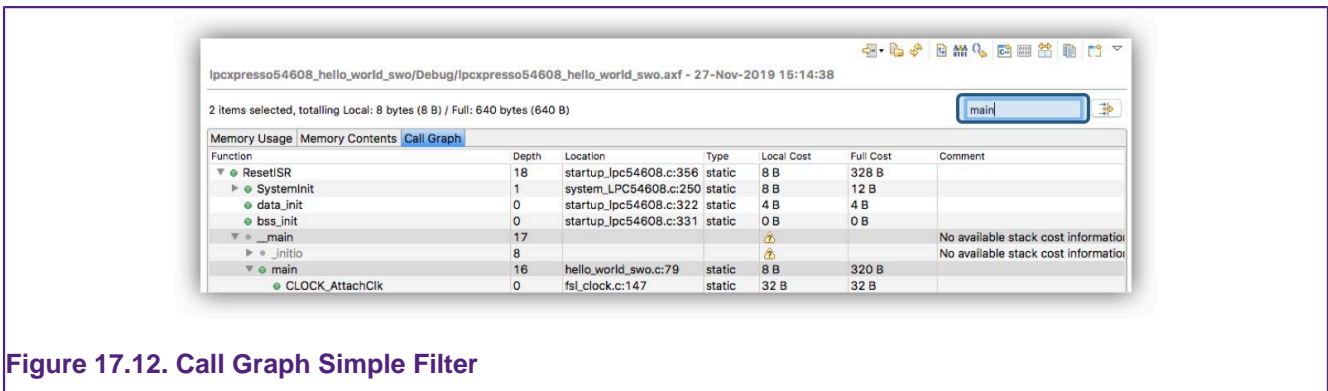 lpcxpresso54608_hello_world_swo/Debug/lpcxpresso54608_hello_world_swo.axf - 27-Nov-2019 15:14:38
2 items selected, totalling Local: 8 bytes (8 B) / Full: 640 bytes (640 B) main
Memory Usage Memory Contents Call Graph
Function Depth Location Type Local Cost Full Cost Comment
ResetISR 18 startup_lpc54608.c:356 static 8 B 328 B
SystemInit 1 system_LPC54608.c:250 static 8 B 12 B
data_init 0 startup_lpc54608.c:322 static 4 B 4 B
bss_init 0 startup_lpc54608.c:331 static 0 B 0 B
__main 17 No available stack cost information
_initio 8 No available stack cost information
main 16 hello_world_swo.c:79 static 8 B 320 B
CLOCK_AttachClk 0 fsl_clock.c:147 static 32 B 32 B
Figure 17.12. Call Graph Simple Filter